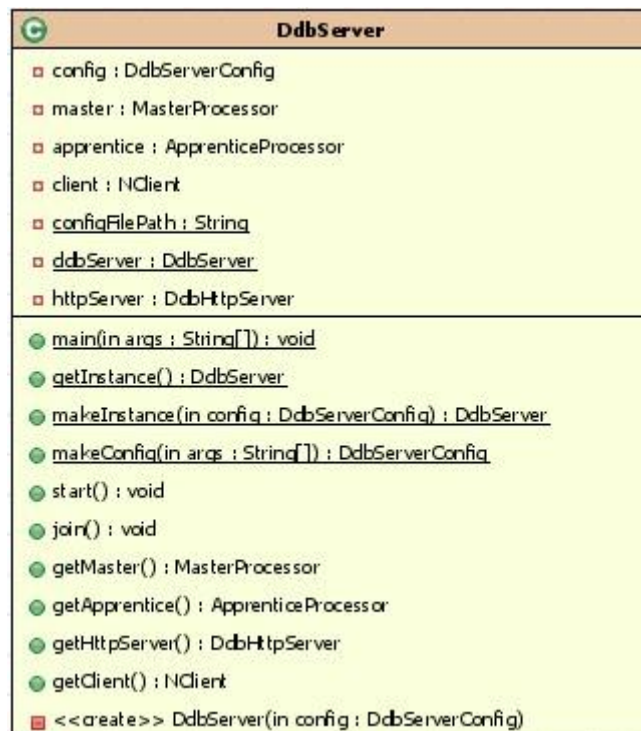 C
DdbServer
config : DdbServerConfig
master : MasterProcessor
apprentice : ApprenticeProcessor
client : NClient
configFilePath : String
ddbServer : DdbServer
httpServer : DdbHttpServer
main(in args : String[]) : void
getInstance() : DdbServer
makeInstance(in config : DdbServerConfig) : DdbServer
makeConfig(in args : String[]) : DdbServerConfig
start() : void
join() : void
getMaster() : MasterProcessor
getApprentice() : ApprenticeProcessor
getHttpServer() : DdbHttpServer
getClient() : NClient
<<create>> DdbServer(in config : DdbServerConfig)